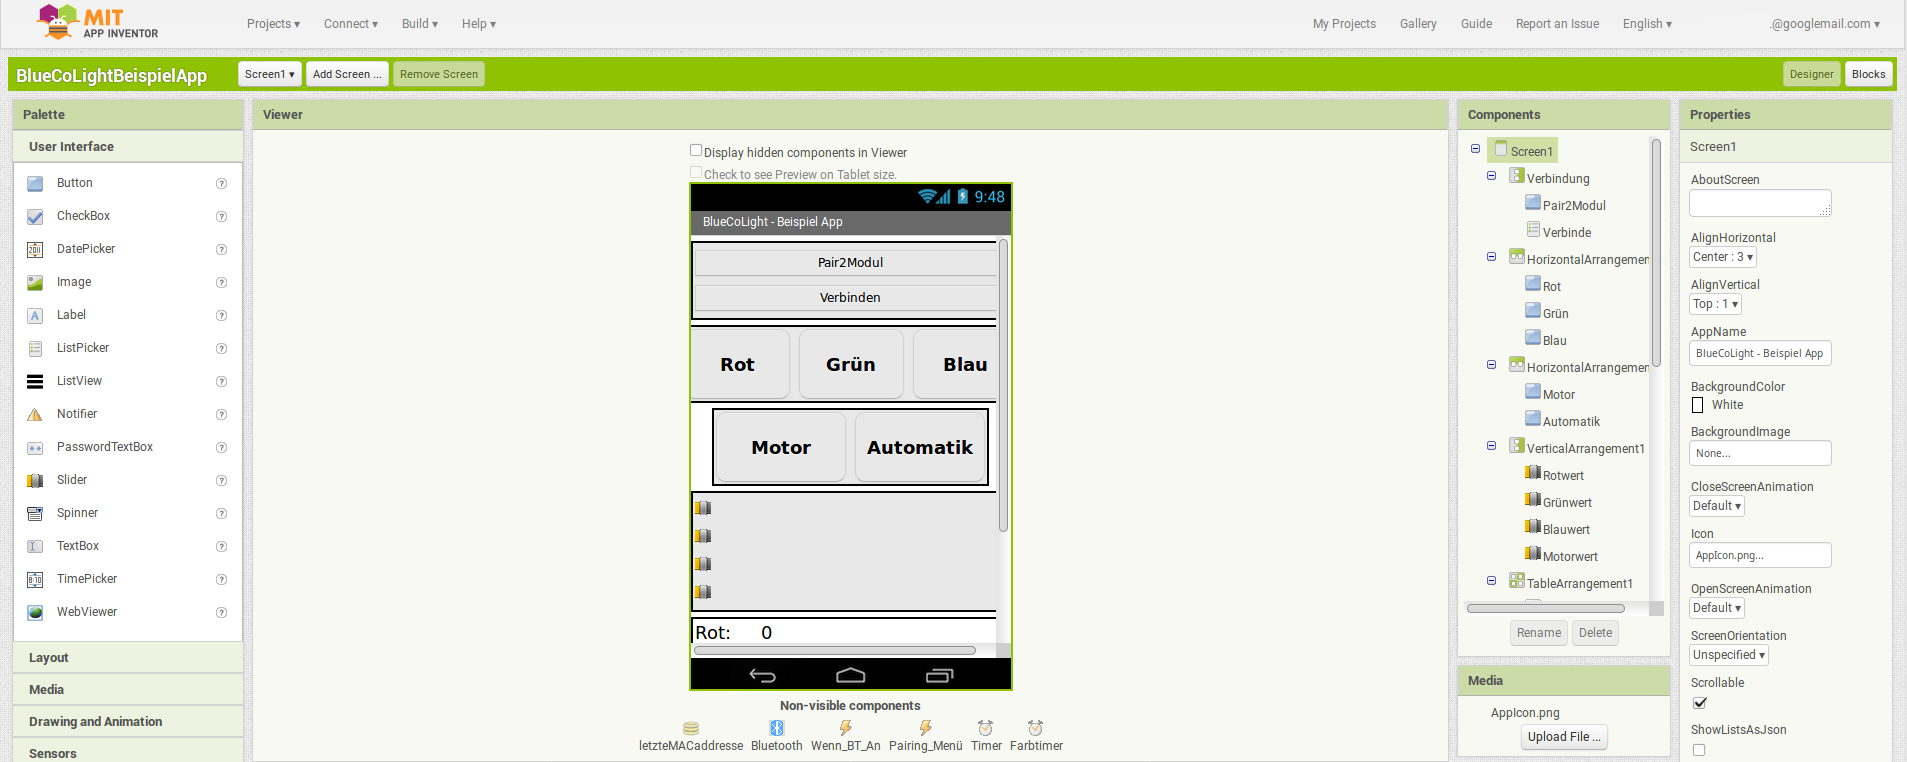 MIT
APP INVENTOR
Projects ▾ Connect ▾ Build ▾ Help ▾ My Projects Gallery Guide Report an Issue English ▾ .@googlemail.com ▾
BlueCoLightBeispielApp Screen1 ▾ Add Screen ... Remove Screen Designer Blocks
Palette
User Interface
Button ?
CheckBox ?
DatePicker ?
Image ?
Label ?
ListPicker ?
ListView ?
Notifier ?
PasswordTextBox ?
Slider ?
Spinner ?
TextBox ?
TimePicker ?
WebViewer ?
Layout
Media
Drawing and Animation
Sensors
Viewer
Display hidden components in Viewer
Check to see Preview on Tablet size.
9:48
BlueCoLight - Beispiel App
Pair2Modul
Verbinden
Rot Grün Blau
Motor Automatik
Rot: 0
Non-visible components
letzteMACaddresse Bluetooth Wenn_BT_An Pairing_Menü Timer Farbtimer
Components
Screen1
Verbindung
Pair2Modul
Verbinde
HorizontalArrangemen
Rot
Grün
Blau
HorizontalArrangemen
Motor
Automatik
VerticalArrangement1
Rotwert
Grünwert
Blauwert
Motorwert
TableArrangement1
Rename Delete
Media
AppIcon.png
Upload File ...
Properties
Screen1
AboutScreen
AlignHorizontal
Center : 3 ▾
AlignVertical
Top : 1 ▾
AppName
BlueCoLight - Beispiel App
BackgroundColor
White
BackgroundImage
None...
CloseScreenAnimation
Default ▾
Icon
AppIcon.png...
OpenScreenAnimation
Default ▾
ScreenOrientation
Unspecified ▾
Scrollable
ShowListsAsJson